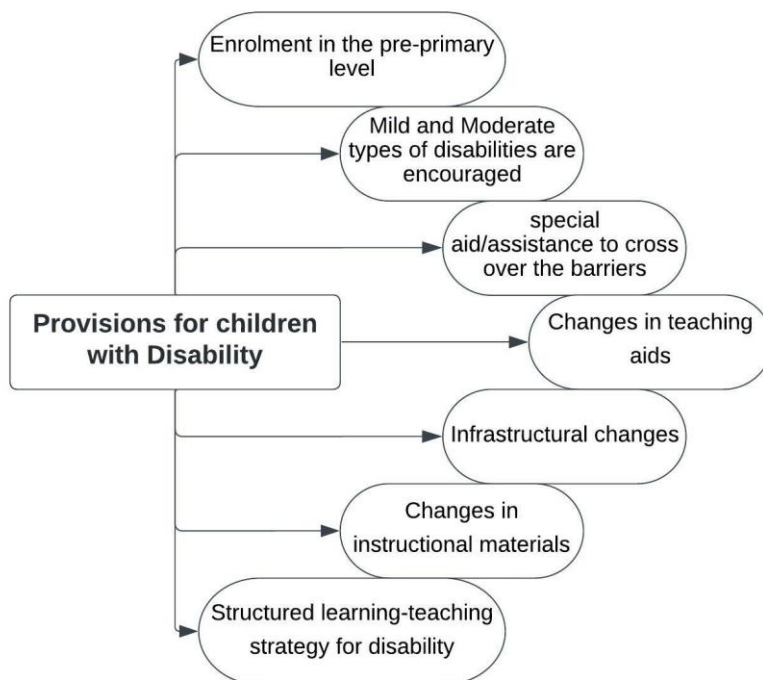 Enrolment in the pre-primary
level
Mild and Moderate
types of disabilities are
encouraged
special
aid/assistance to cross
over the barriers
Provisions for children
with Disability
Changes in teaching
aids
Infrastructural changes
Changes in
instructional materials
Structured learning-teaching
strategy for disability